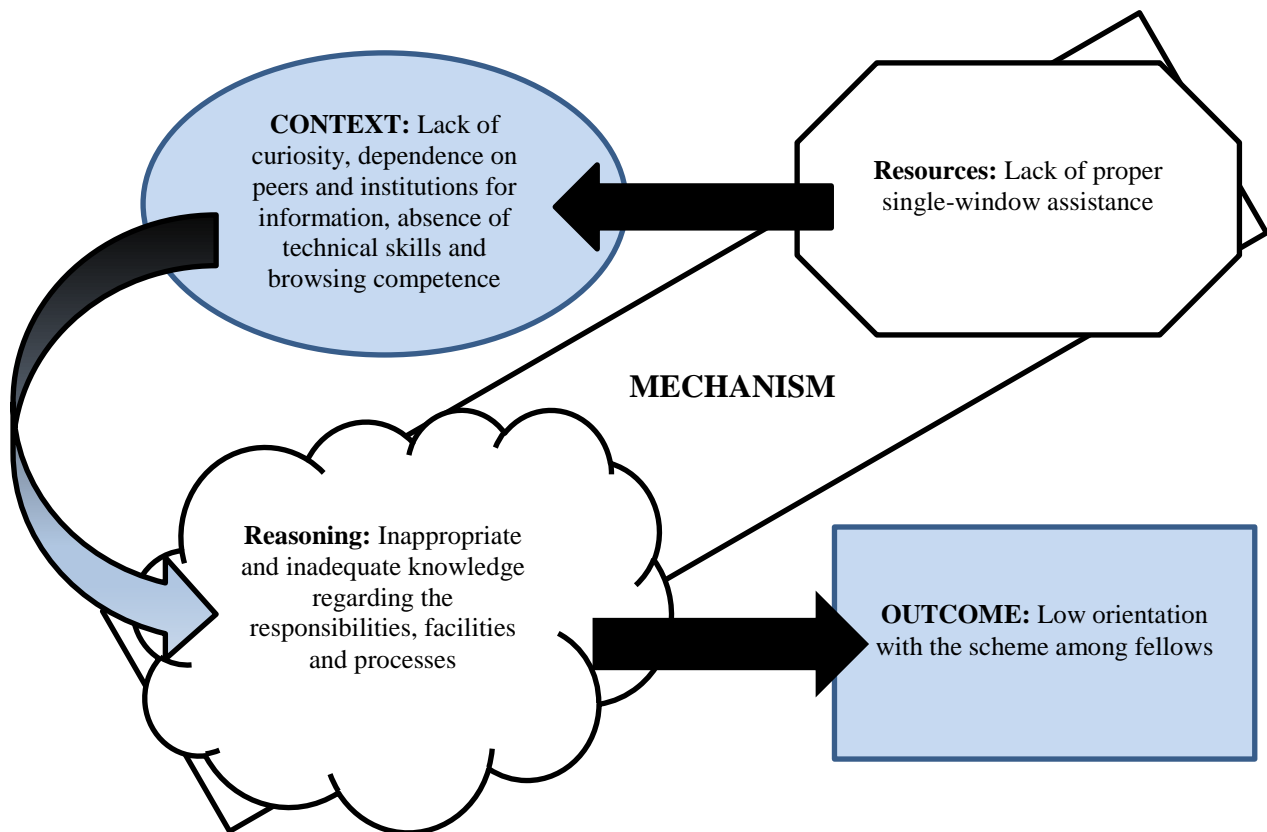 CONTEXT: Lack of
curiosity, dependence on
peers and institutions for
information, absence of
technical skills and
browsing competence
Resources: Lack of proper
single-window assistance
MECHANISM
Reasoning: Inappropriate
and inadequate knowledge
regarding the
responsibilities, facilities
and processes
OUTCOME: Low orientation
with the scheme among fellows